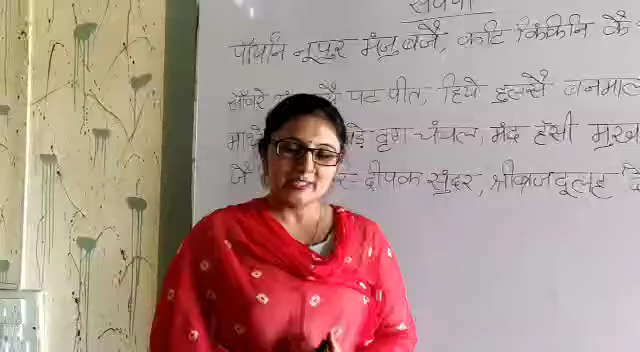 सवैया
पाँयनि नूपुर मंजु बजै, कटि किंकिनि कै
साँवरे पट पीत, हिये हुलसै बनमाल
दृग चंचल, मंद हँसी मुख
जै दीपक सुंदर, श्रीब्रजदूलह